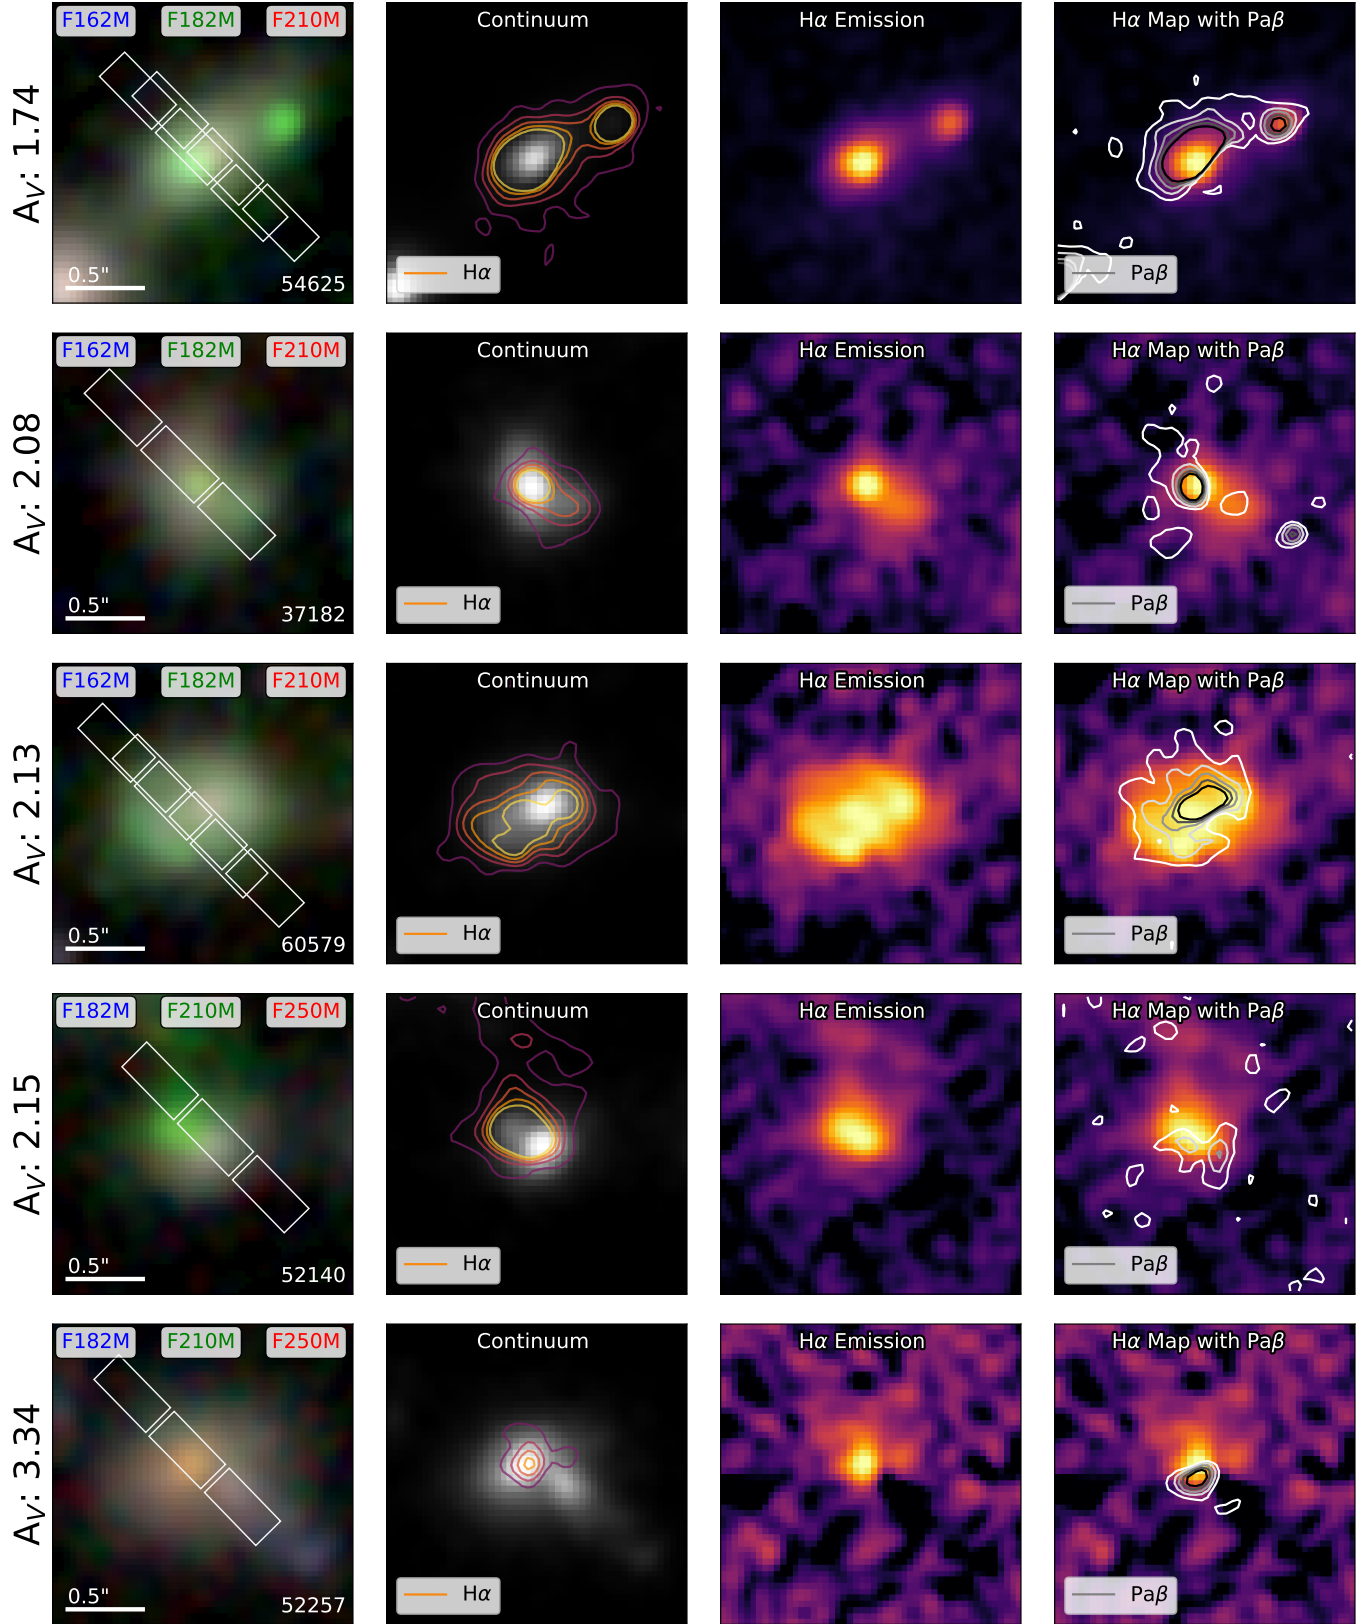 A_V: 1.74
F162M F182M F210M
0.5"
54625
Continuum
Hα
Hα Emission
Hα Map with Paβ
Paβ
A_V: 2.08
F162M F182M F210M
0.5"
37182
Continuum
Hα
Hα Emission
Hα Map with Paβ
Paβ
A_V: 2.13
F162M F182M F210M
0.5"
60579
Continuum
Hα
Hα Emission
Hα Map with Paβ
Paβ
A_V: 2.15
F182M F210M F250M
0.5"
52140
Continuum
Hα
Hα Emission
Hα Map with Paβ
Paβ
A_V: 3.34
F182M F210M F250M
0.5"
52257
Continuum
Hα
Hα Emission
Hα Map with Paβ
Paβ